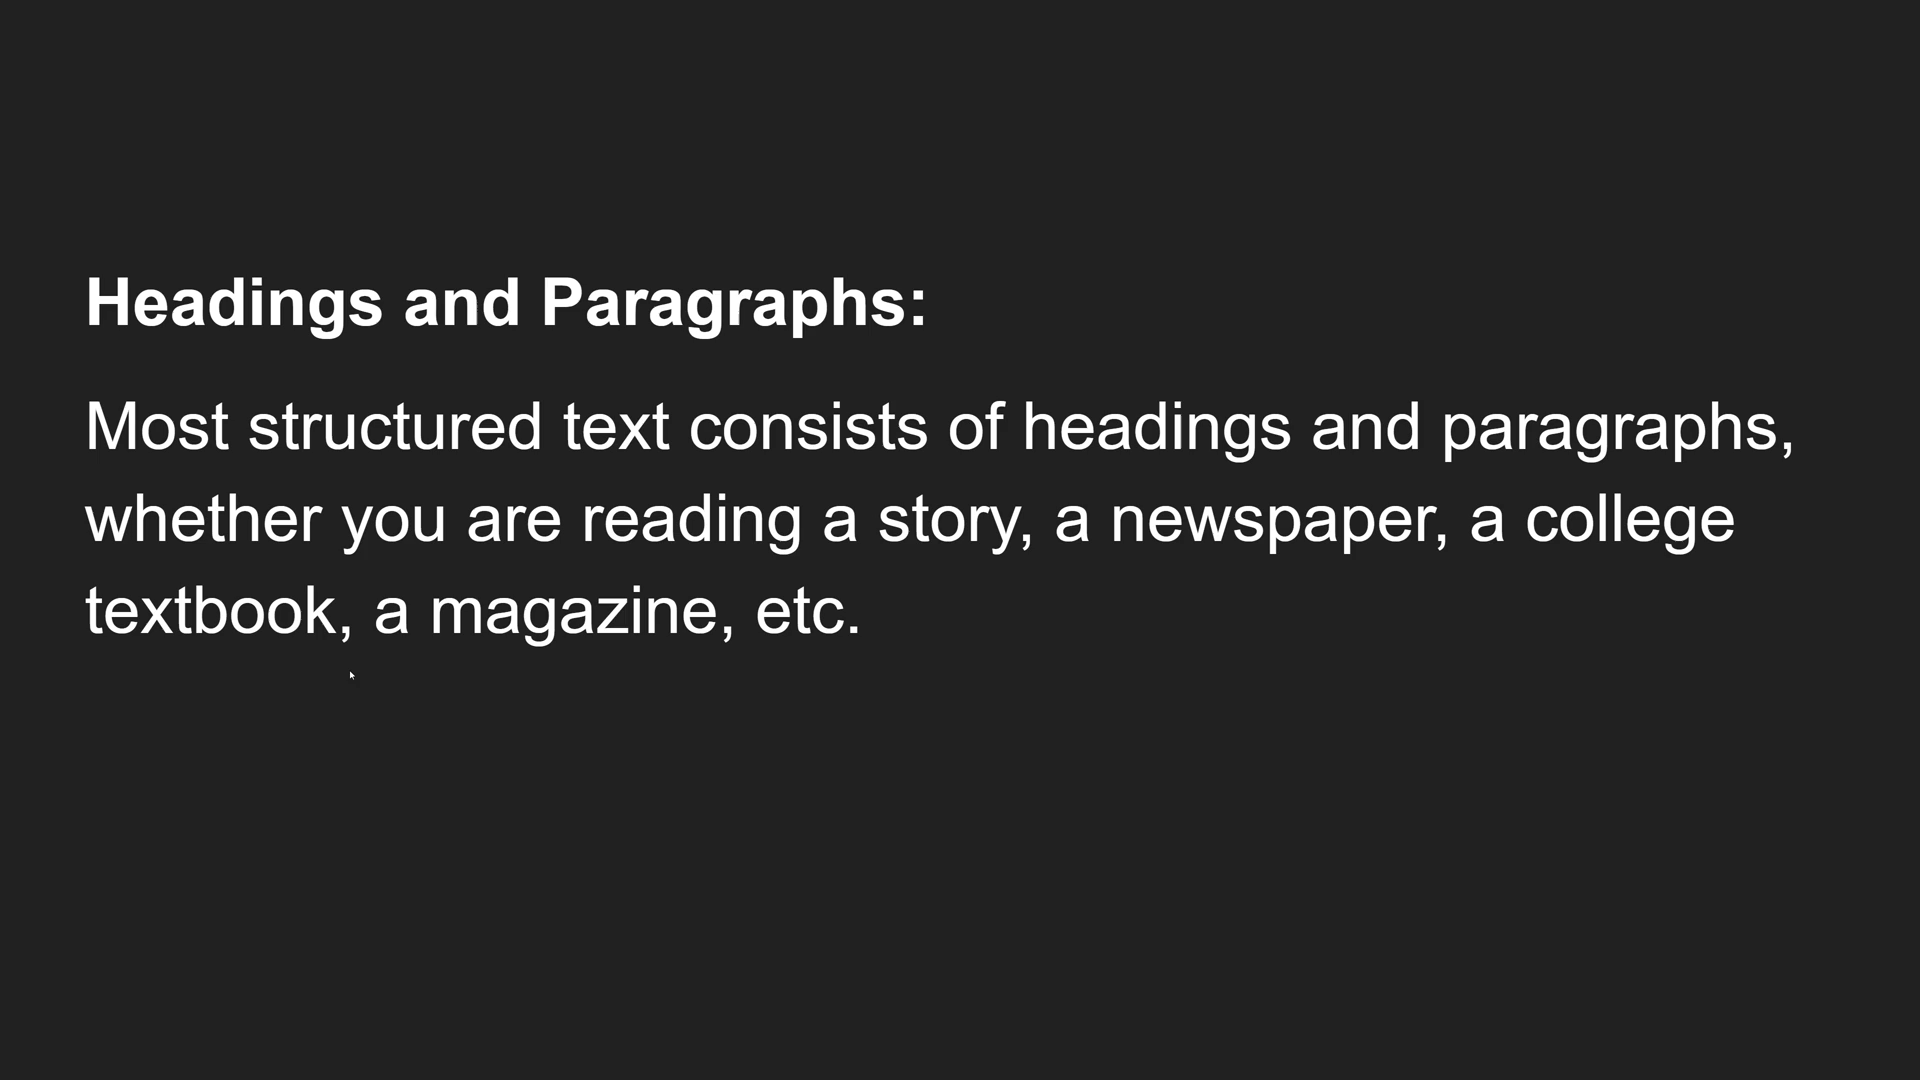 Headings and Paragraphs:
Most structured text consists of headings and paragraphs,
whether you are reading a story, a newspaper, a college
textbook, a magazine, etc.